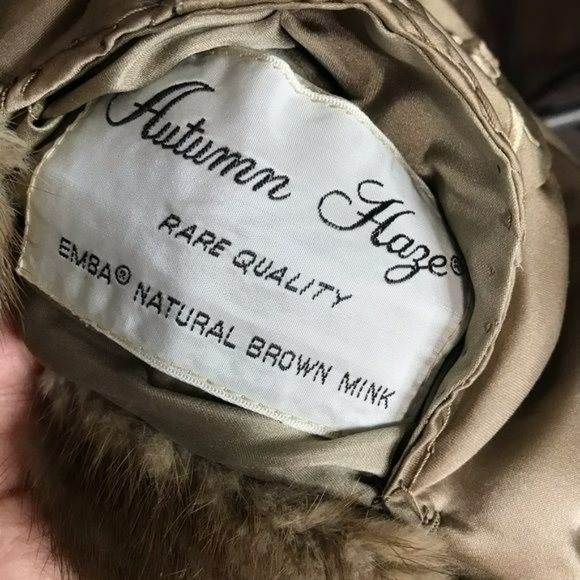 Autumn Haze®
RARE QUALITY
EMBA® NATURAL BROWN MINK